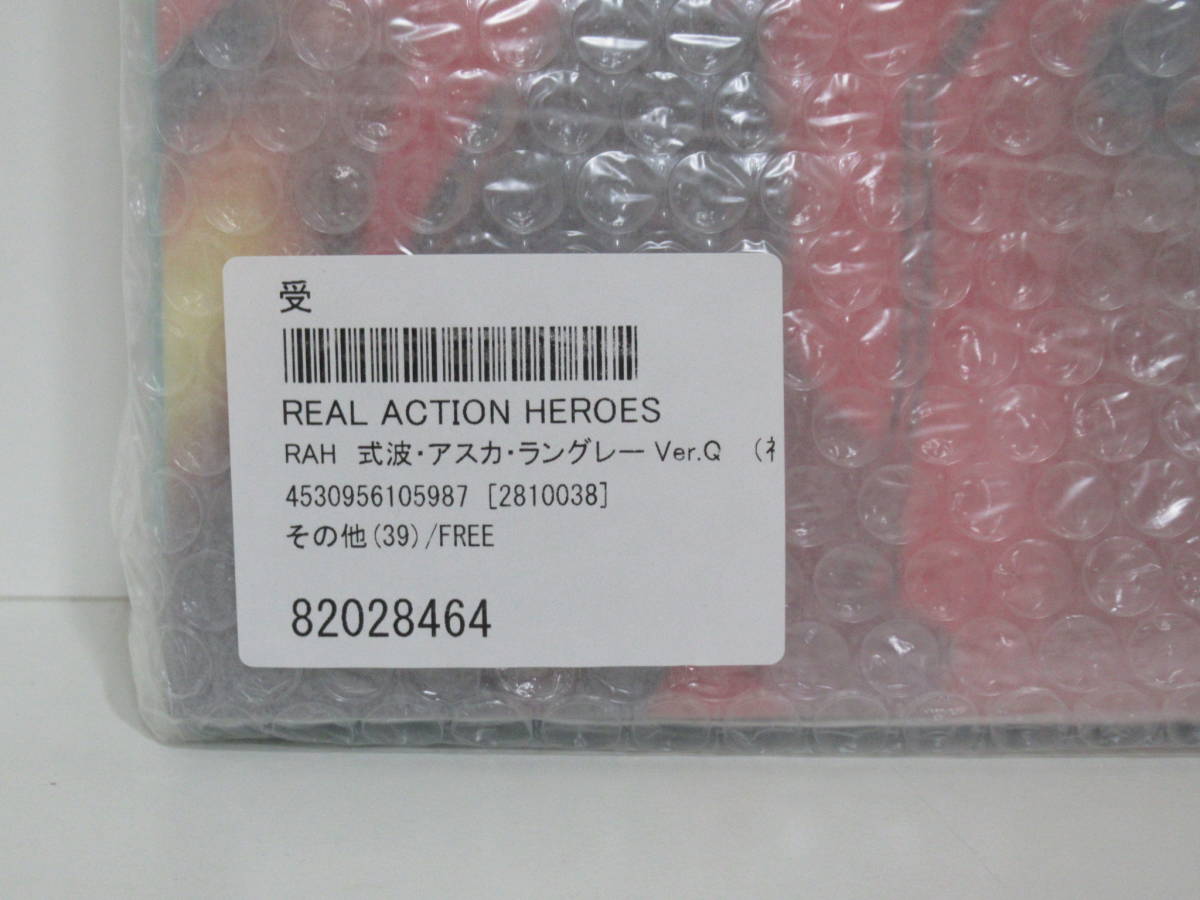 受
REAL ACTION HEROES
RAH 式波・アスカ・ラングレー Ver.Q （
4530956105987 [2810038]
その他(39)/FREE
82028464